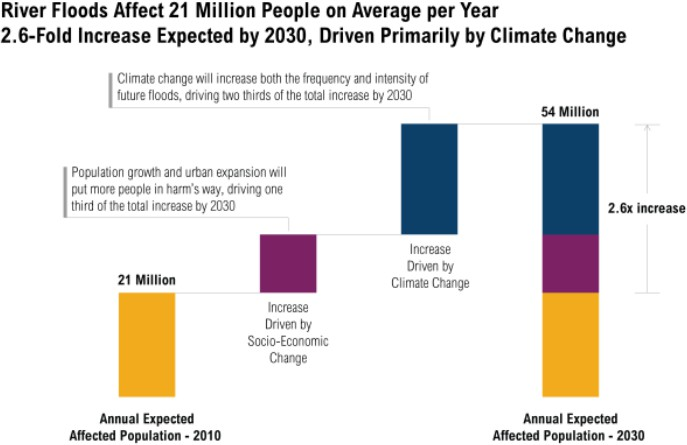 River Floods Affect 21 Million People on Average per Year
2.6-Fold Increase Expected by 2030, Driven Primarily by Climate Change
Climate change will increase both the frequency and intensity of
future floods, driving two thirds of the total increase by 2030
54 Million
Population growth and urban expansion will
put more people in harm's way, driving one
third of the total increase by 2030
2.6x increase
21 Million
Increase
Driven by
Climate Change
Increase
Driven by
Socio-Economic
Change
Annual Expected
Affected Population - 2010
Annual Expected
Affected Population - 2030